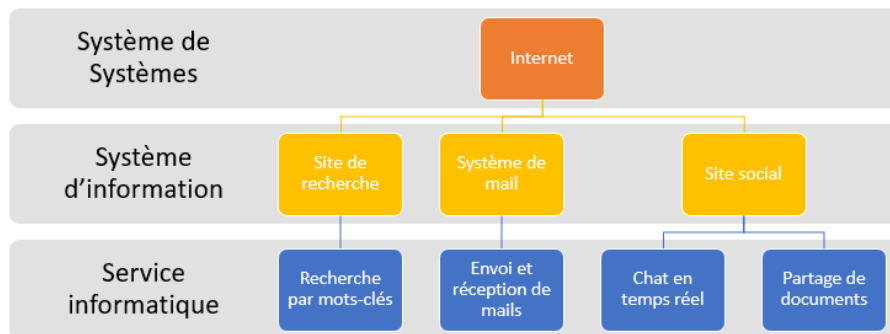 Système de
Systèmes
Internet
Système
d'information
Site de
recherche
Système de
mail
Site social
Service
informatique
Recherche
par mots-clés
Envoi et
réception de
mails
Chat en
temps réel
Partage de
documents